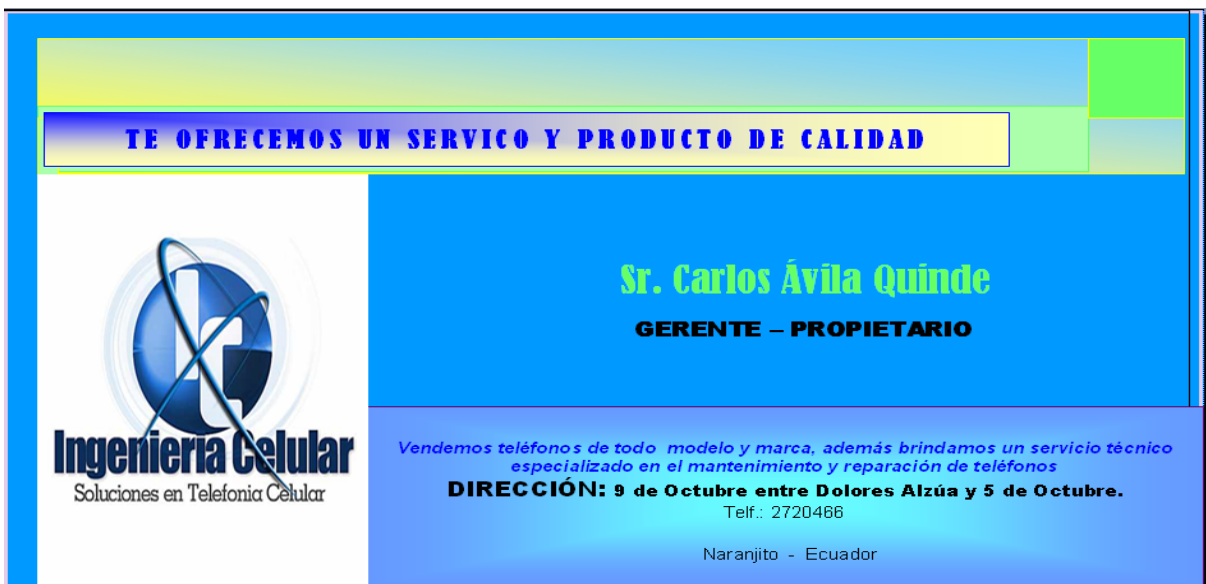 TE OFRECEMOS UN SERVICO Y PRODUCTO DE CALIDAD
Ingenieria Celular
Soluciones en Telefonia Celular
Sr. Carlos Ávila Quinde
GERENTE – PROPIETARIO
Vendemos teléfonos de todo modelo y marca, además brindamos un servicio técnico
especializado en el mantenimiento y reparación de teléfonos
DIRECCIÓN: 9 de Octubre entre Dolores Alzúa y 5 de Octubre.
Telf.: 2720466
Naranjito - Ecuador